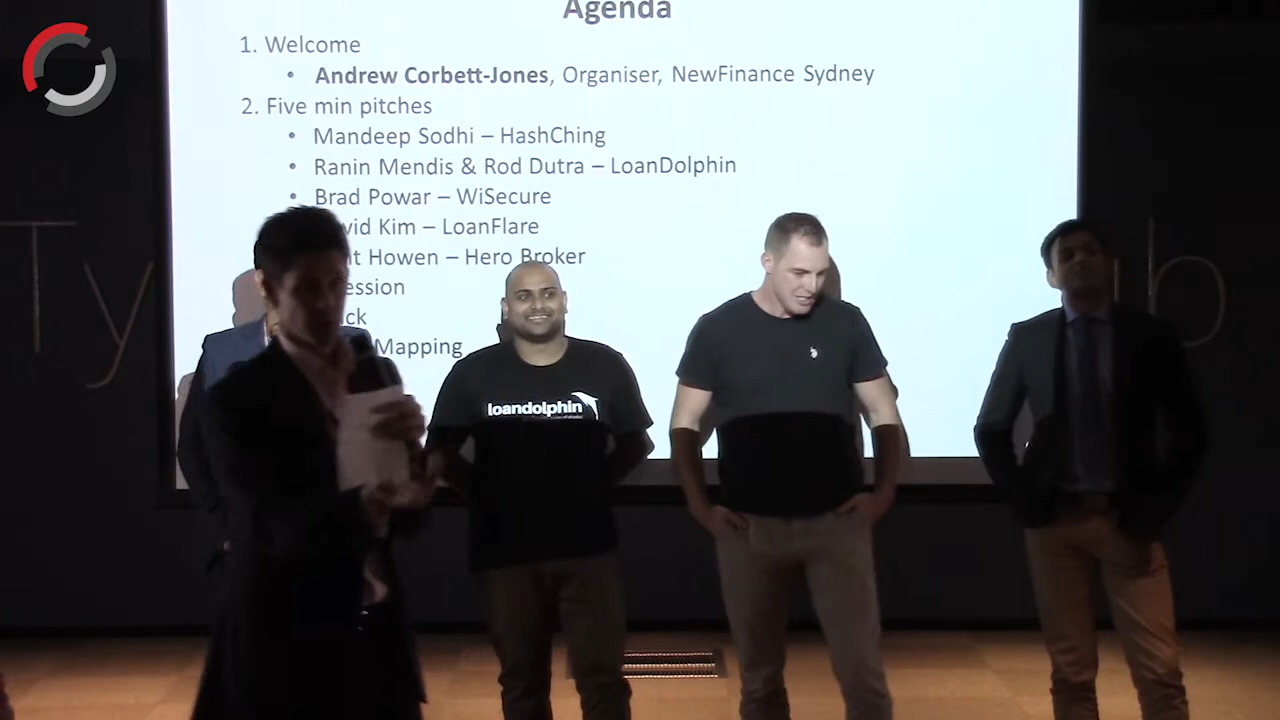 Agenda
1. Welcome
• Andrew Corbett-Jones, Organiser, NewFinance Sydney
2. Five min pitches
• Mandeep Sodhi – HashChing
• Ranin Mendis & Rod Dutra – LoanDolphin
• Brad Powar – WiSecure
vid Kim – LoanFlare
t Howen – Hero Broker
ession
ck
Mapping
Ty
b
loandolphin